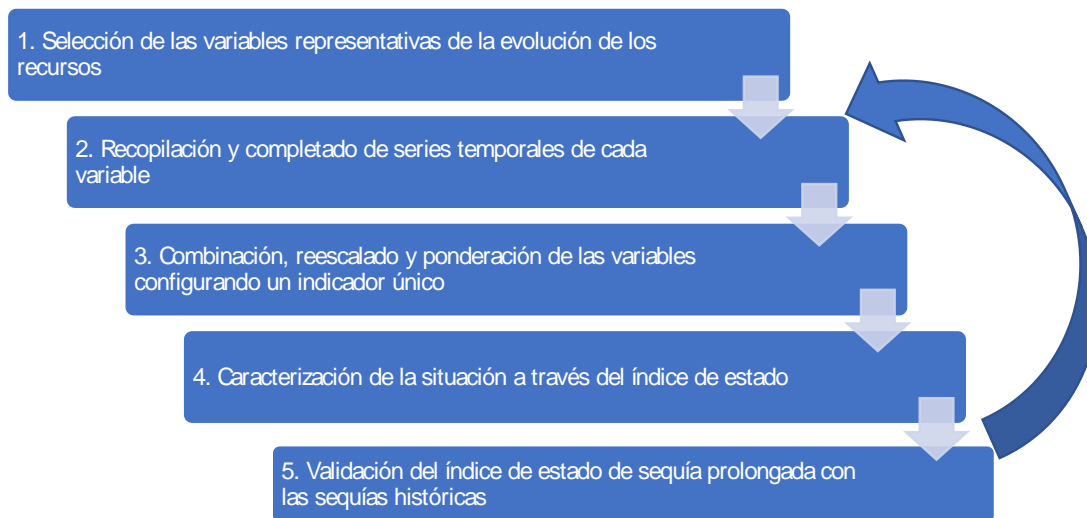 1. Selección de las variables representativas de la evolución de los
recursos
2. Recopilación y completado de series temporales de cada
variable
3. Combinación, reescalado y ponderación de las variables
configurando un indicador único
4. Caracterización de la situación a través del índice de estado
5. Validación del índice de estado de sequía prolongada con
las sequías históricas